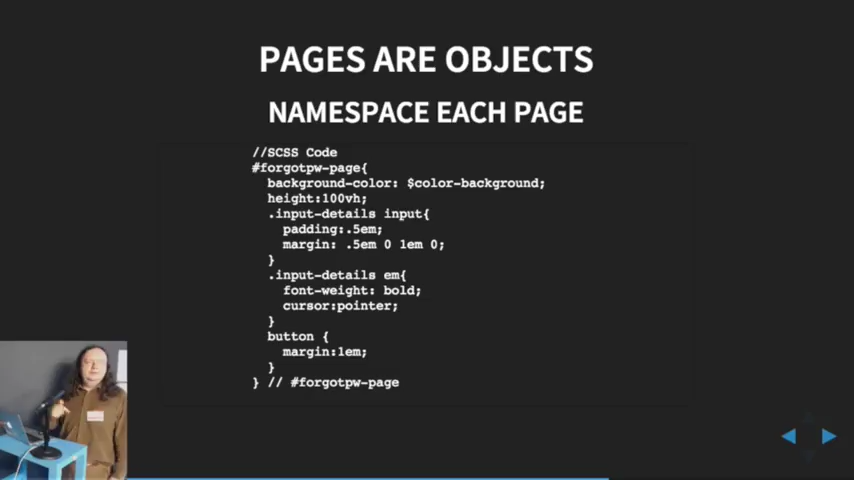 PAGES ARE OBJECTS
NAMESPACE EACH PAGE
//SCSS Code
#forgotpw-page{
background-color: $color-background;
height:100vh;
.input-details input{
padding:.5em;
margin: .5em 0 1em 0;
}
.input-details em{
font-weight: bold;
cursor:pointer;
}
button {
margin:1em;
}
} // #forgotpw-page